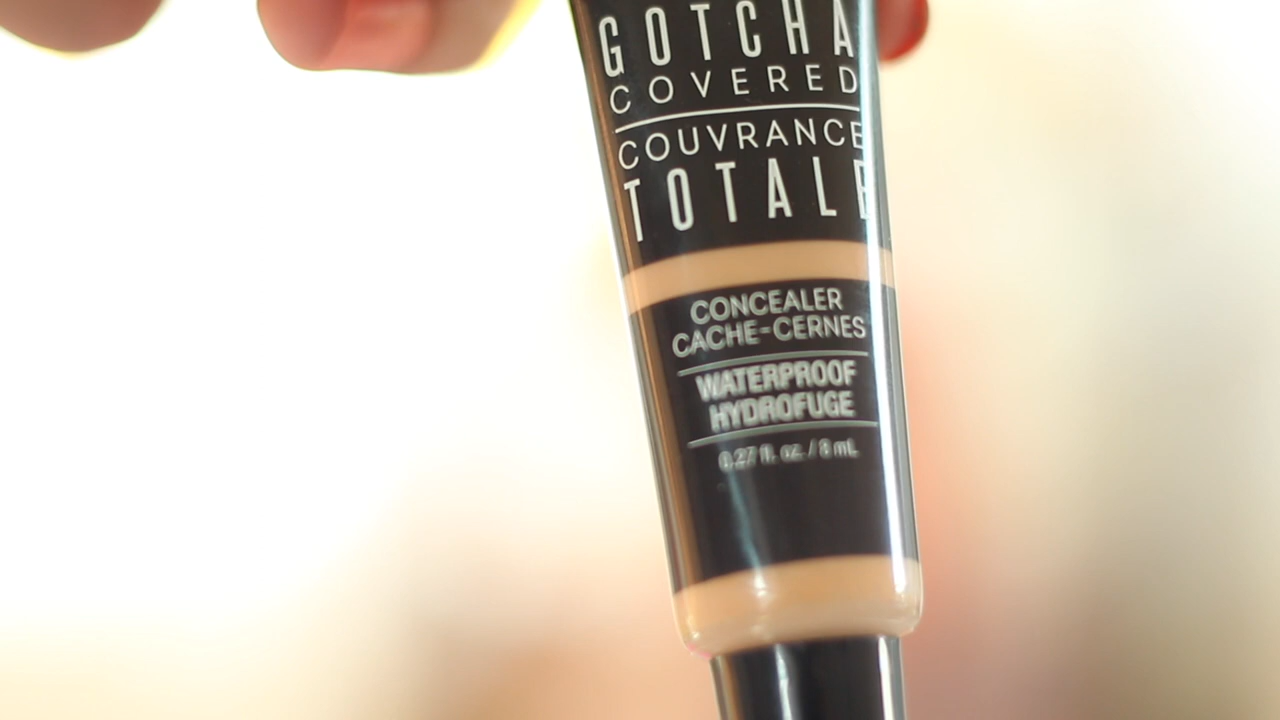 GOTCHA
COVERED
COUVRANCE
TOTALE
CONCEALER
CACHE-CERNES
WATERPROOF
HYDROFUGE
0.27 fl. oz. / 8 mL